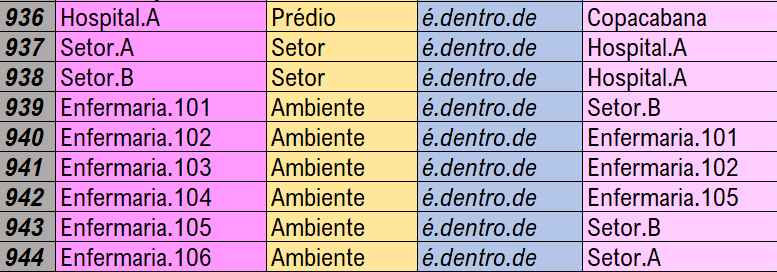 936 Hospital.A Prédio é.dentro.de Copacabana
937 Setor.A Setor é.dentro.de Hospital.A
938 Setor.B Setor é.dentro.de Hospital.A
939 Enfermaria.101 Ambiente é.dentro.de Setor.B
940 Enfermaria.102 Ambiente é.dentro.de Enfermaria.101
941 Enfermaria.103 Ambiente é.dentro.de Enfermaria.102
942 Enfermaria.104 Ambiente é.dentro.de Enfermaria.105
943 Enfermaria.105 Ambiente é.dentro.de Setor.B
944 Enfermaria.106 Ambiente é.dentro.de Setor.A